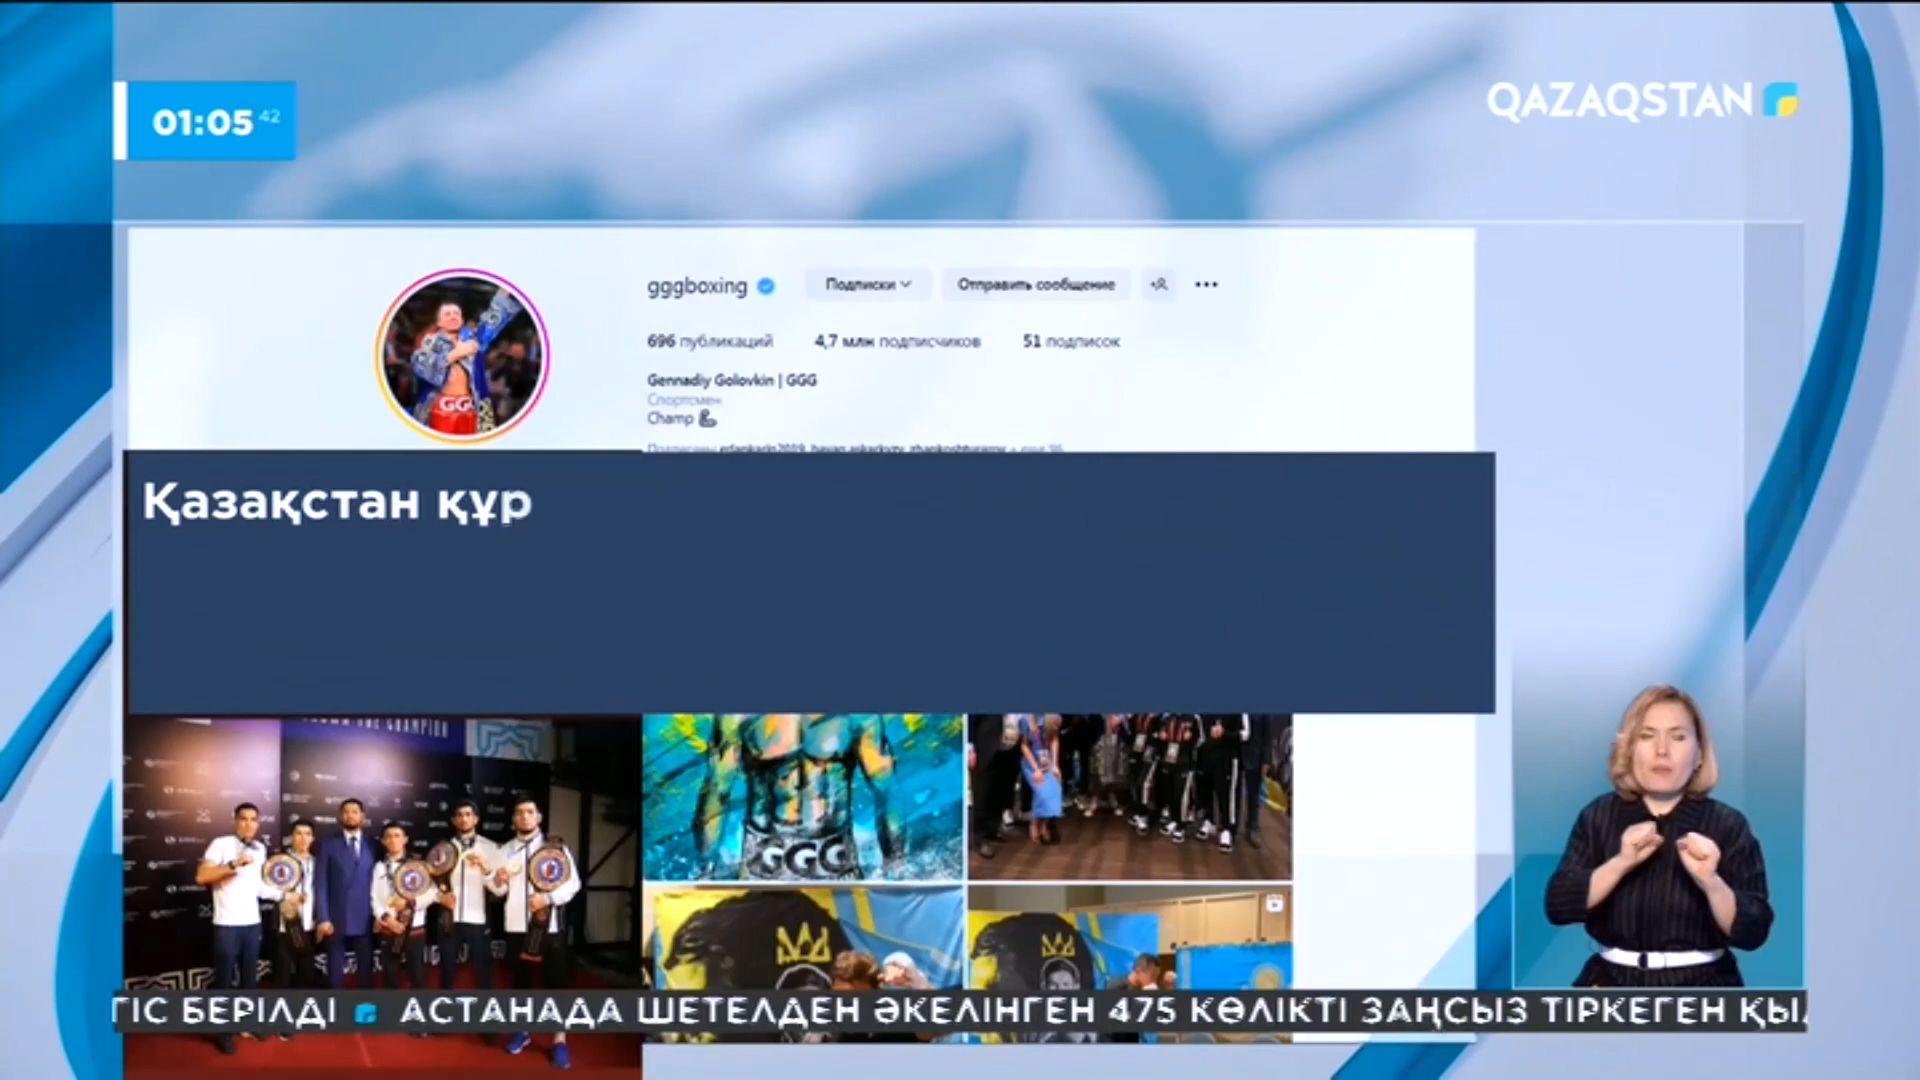 01:05 42
QAZAQSTAN
gggboxing
Подписки
Отправить сообщение
696 публикаций
4,7 млн подписчиков
51 подписок
Gennadiy Golovkin | GGG
Спортсмен
Champ
Қазақстан құр
GGG
ГІС БЕРІЛДІ
АСТАНАДА ШЕТЕЛДЕН ӘКЕЛІНГЕН 475 КӨЛІКТІ ЗАҢСЫЗ ТІРКЕГЕН ҚЫ